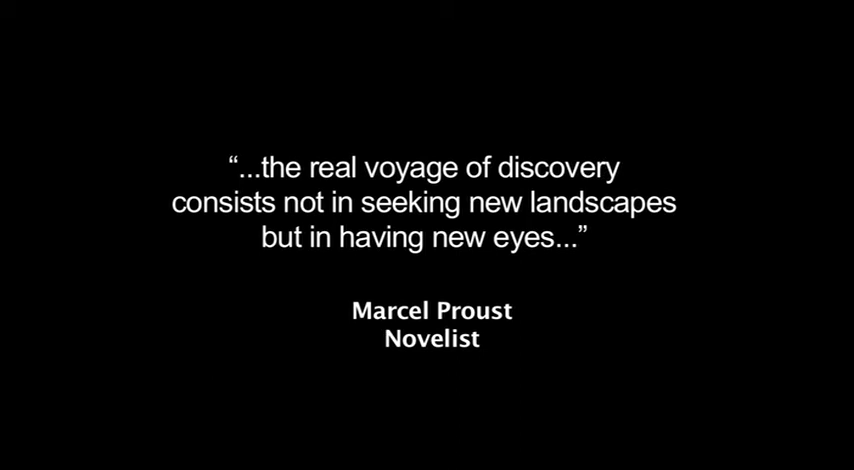 “...the real voyage of discovery
consists not in seeking new landscapes
but in having new eyes...”
Marcel Proust
Novelist